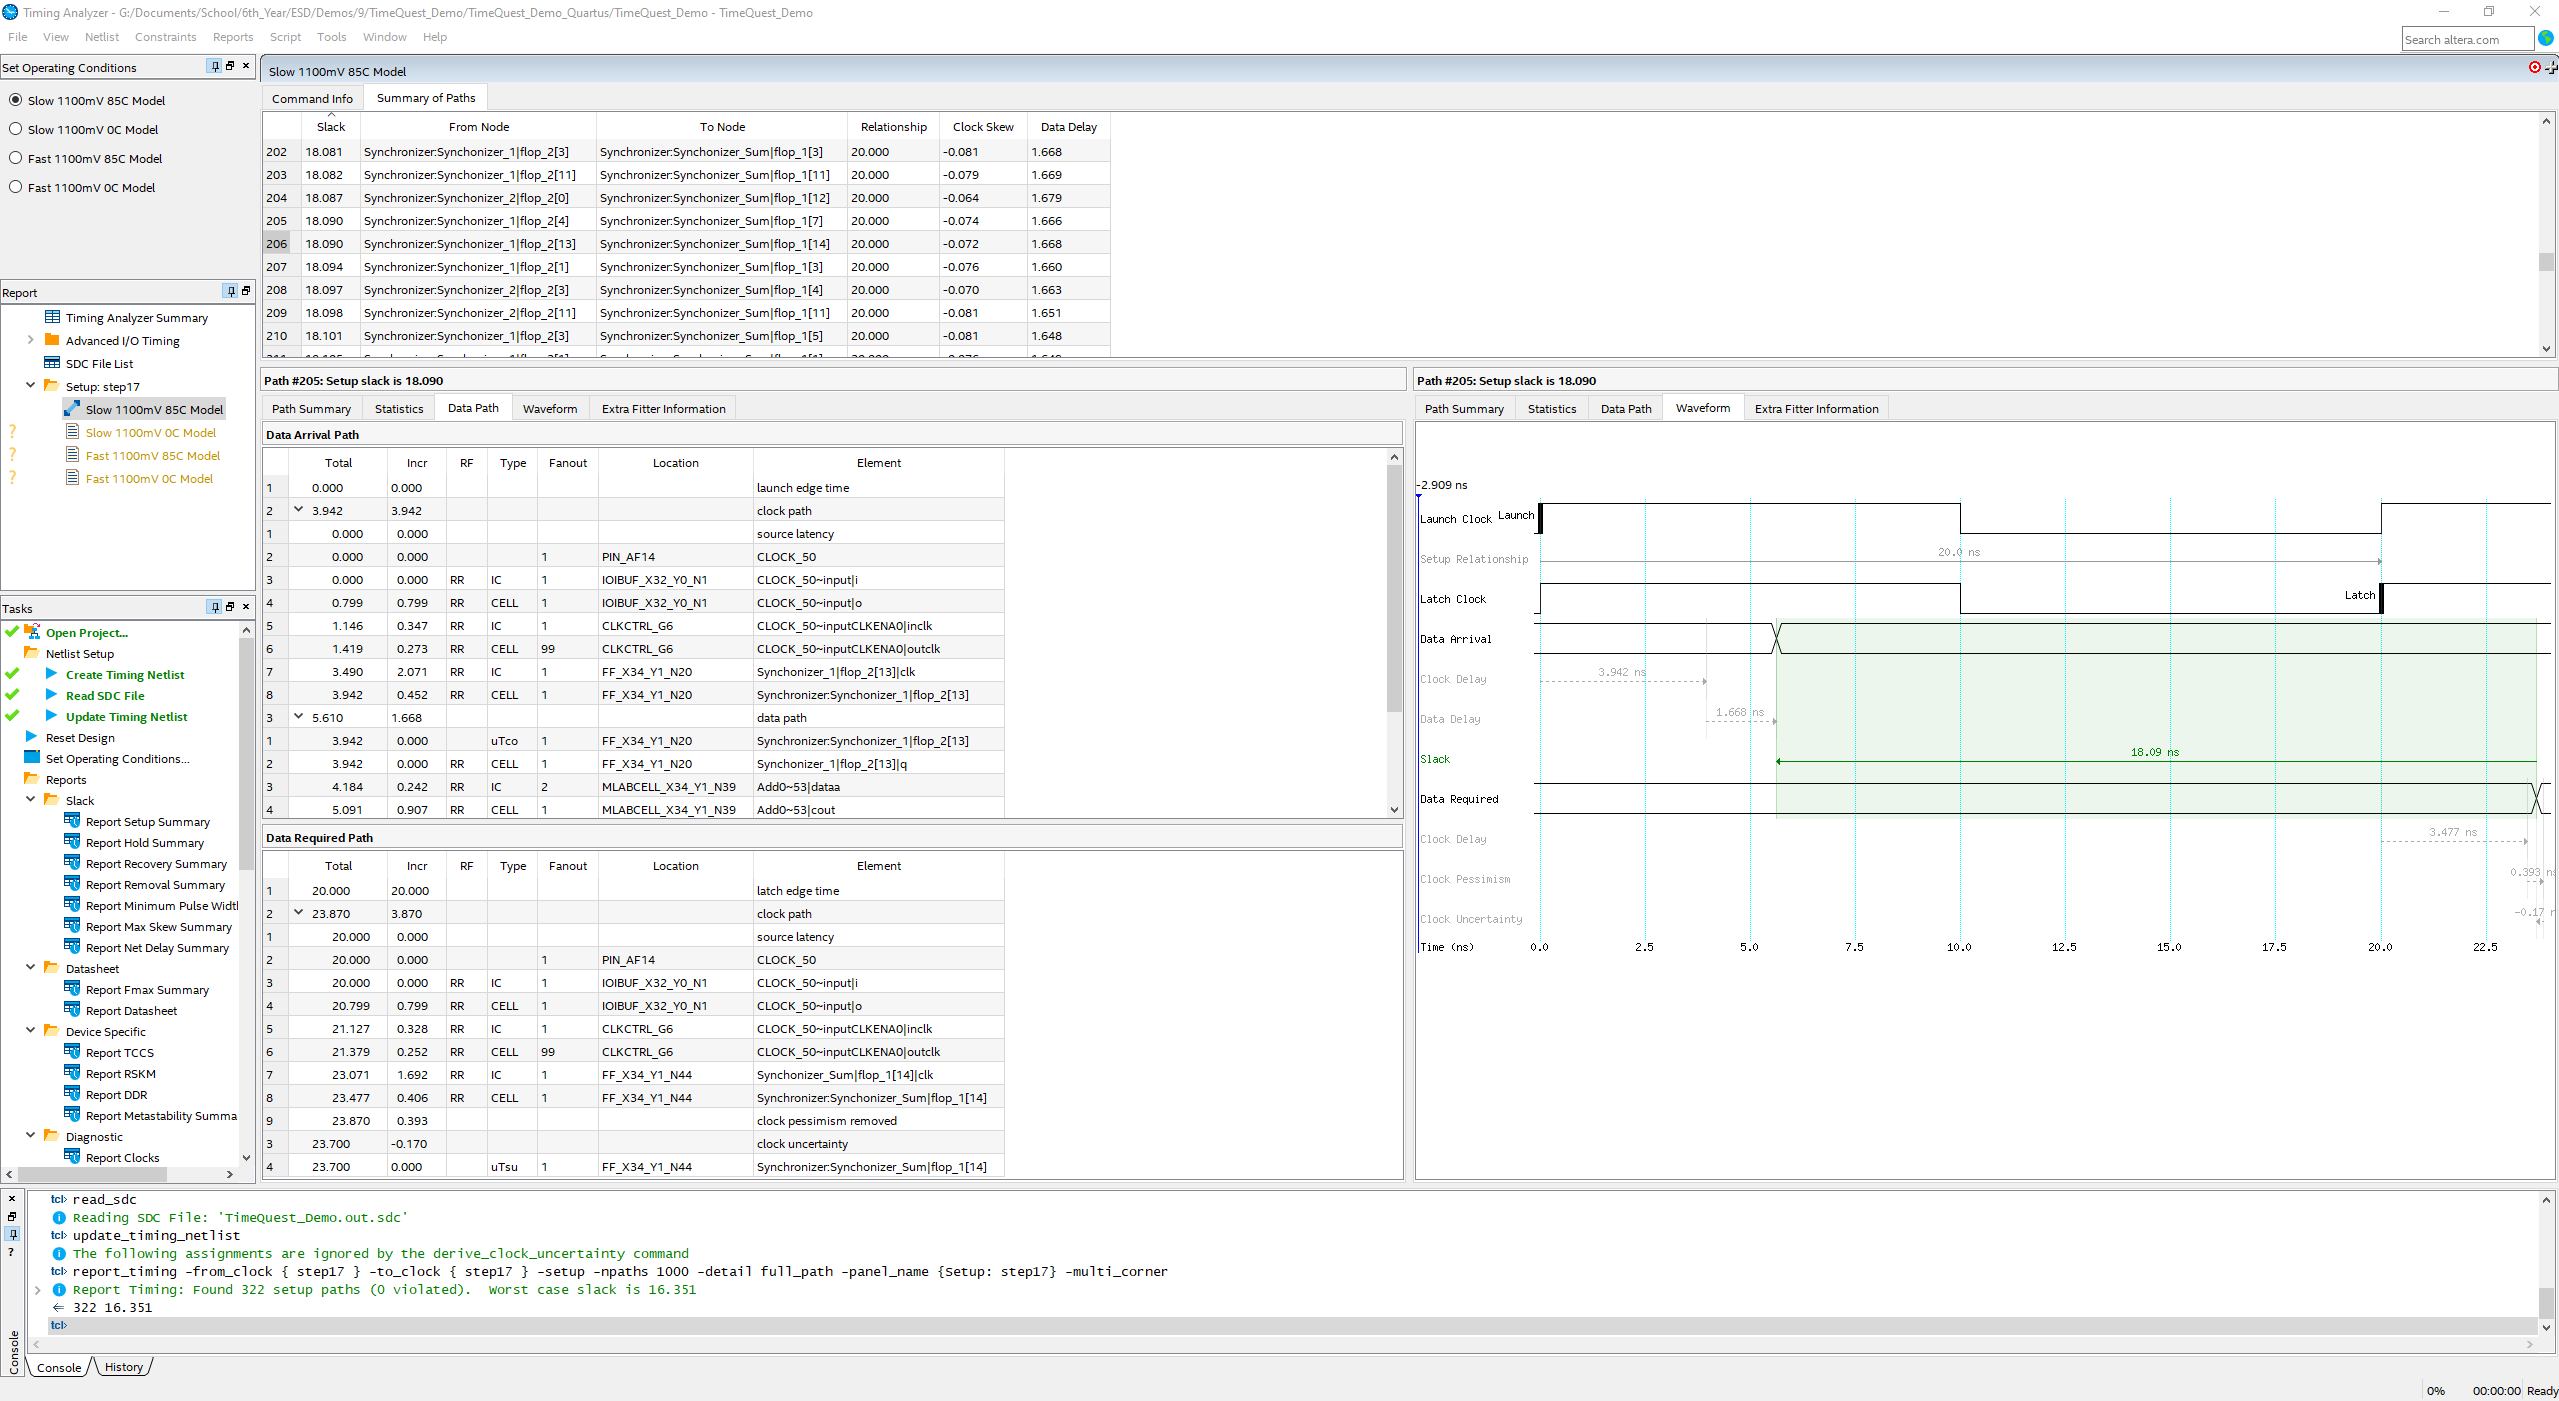 Timing Analyzer - G:/Documents/School/6th_Year/ESD/Demos/9/TimeQuest_Demo/TimeQuest_Demo_Quartus/TimeQuest_Demo - TimeQuest_Demo
File View Netlist Constraints Reports Script Tools Window Help
Search altera.com
Set Operating Conditions
Slow 1100mV 85C Model
Slow 1100mV 0C Model
Fast 1100mV 85C Model
Fast 1100mV 0C Model
Report
Timing Analyzer Summary
Advanced I/O Timing
SDC File List
Setup: step17
Slow 1100mV 85C Model
? Slow 1100mV 0C Model
? Fast 1100mV 85C Model
? Fast 1100mV 0C Model
Tasks
Open Project...
Netlist Setup
Create Timing Netlist
Read SDC File
Update Timing Netlist
Reset Design
Set Operating Conditions...
Reports
Slack
Report Setup Summary
Report Hold Summary
Report Recovery Summary
Report Removal Summary
Report Minimum Pulse Widt
Report Max Skew Summary
Report Net Delay Summary
Datasheet
Report Fmax Summary
Report Datasheet
Device Specific
Report TCCS
Report RSKM
Report DDR
Report Metastability Summa
Diagnostic
Report Clocks
Slow 1100mV 85C Model
Command Info Summary of Paths
Slack From Node To Node Relationship Clock Skew Data Delay
202 18.081 Synchronizer:Synchonizer_1|flop_2[3] Synchronizer:Synchonizer_Sum|flop_1[3] 20.000 -0.081 1.668
203 18.082 Synchronizer:Synchonizer_1|flop_2[11] Synchronizer:Synchonizer_Sum|flop_1[11] 20.000 -0.079 1.669
204 18.087 Synchronizer:Synchonizer_2|flop_2[0] Synchronizer:Synchonizer_Sum|flop_1[12] 20.000 -0.064 1.679
205 18.090 Synchronizer:Synchonizer_1|flop_2[4] Synchronizer:Synchonizer_Sum|flop_1[7] 20.000 -0.074 1.666
206 18.090 Synchronizer:Synchonizer_1|flop_2[13] Synchronizer:Synchonizer_Sum|flop_1[14] 20.000 -0.072 1.668
207 18.094 Synchronizer:Synchonizer_1|flop_2[1] Synchronizer:Synchonizer_Sum|flop_1[3] 20.000 -0.076 1.660
208 18.097 Synchronizer:Synchonizer_2|flop_2[3] Synchronizer:Synchonizer_Sum|flop_1[4] 20.000 -0.070 1.663
209 18.098 Synchronizer:Synchonizer_2|flop_2[11] Synchronizer:Synchonizer_Sum|flop_1[11] 20.000 -0.081 1.651
210 18.101 Synchronizer:Synchonizer_1|flop_2[3] Synchronizer:Synchonizer_Sum|flop_1[5] 20.000 -0.081 1.648
Path #205: Setup slack is 18.090
Path Summary Statistics Data Path Waveform Extra Fitter Information
Data Arrival Path
Total Incr RF Type Fanout Location Element
1 0.000 0.000 launch edge time
2 3.942 3.942 clock path
1 0.000 0.000 source latency
2 0.000 0.000 1 PIN_AF14 CLOCK_50
3 0.000 0.000 RR IC 1 IOIBUF_X32_Y0_N1 CLOCK_50~input|i
4 0.799 0.799 RR CELL 1 IOIBUF_X32_Y0_N1 CLOCK_50~input|o
5 1.146 0.347 RR IC 1 CLKCTRL_G6 CLOCK_50~inputCLKENA0|inclk
6 1.419 0.273 RR CELL 99 CLKCTRL_G6 CLOCK_50~inputCLKENA0|outclk
7 3.490 2.071 RR IC 1 FF_X34_Y1_N20 Synchonizer_1|flop_2[13]|clk
8 3.942 0.452 RR CELL 1 FF_X34_Y1_N20 Synchronizer:Synchonizer_1|flop_2[13]
3 5.610 1.668 data path
1 3.942 0.000 uTco 1 FF_X34_Y1_N20 Synchronizer:Synchonizer_1|flop_2[13]
2 3.942 0.000 RR CELL 1 FF_X34_Y1_N20 Synchonizer_1|flop_2[13]|q
3 4.184 0.242 RR IC 2 MLABCELL_X34_Y1_N39 Add0~53|dataa
4 5.091 0.907 RR CELL 1 MLABCELL_X34_Y1_N39 Add0~53|cout
Data Required Path
Total Incr RF Type Fanout Location Element
1 20.000 20.000 latch edge time
2 23.870 3.870 clock path
1 20.000 0.000 source latency
2 20.000 0.000 1 PIN_AF14 CLOCK_50
3 20.000 0.000 RR IC 1 IOIBUF_X32_Y0_N1 CLOCK_50~input|i
4 20.799 0.799 RR CELL 1 IOIBUF_X32_Y0_N1 CLOCK_50~input|o
5 21.127 0.328 RR IC 1 CLKCTRL_G6 CLOCK_50~inputCLKENA0|inclk
6 21.379 0.252 RR CELL 99 CLKCTRL_G6 CLOCK_50~inputCLKENA0|outclk
7 23.071 1.692 RR IC 1 FF_X34_Y1_N44 Synchonizer_Sum|flop_1[14]|clk
8 23.477 0.406 RR CELL 1 FF_X34_Y1_N44 Synchronizer:Synchonizer_Sum|flop_1[14]
9 23.870 0.393 clock pessimism removed
3 23.700 -0.170 clock uncertainty
4 23.700 0.000 uTsu 1 FF_X34_Y1_N44 Synchronizer:Synchonizer_Sum|flop_1[14]
Path #205: Setup slack is 18.090
Path Summary Statistics Data Path Waveform Extra Fitter Information
-2.909 ns
Launch Clock Launch
Setup Relationship 20.0 ns
Latch Clock Latch
Data Arrival
Clock Delay 3.942 ns
Data Delay 1.668 ns
Slack 18.09 ns
Data Required
Clock Delay 3.477 ns
Clock Pessimism 0.393 ns
Clock Uncertainty -0.17 n
Time (ns) 0.0 2.5 5.0 7.5 10.0 12.5 15.0 17.5 20.0 22.5
tcl> read_sdc
Reading SDC File: 'TimeQuest_Demo.out.sdc'
tcl> update_timing_netlist
The following assignments are ignored by the derive_clock_uncertainty command
tcl> report_timing -from_clock { step17 } -to_clock { step17 } -setup -npaths 1000 -detail full_path -panel_name {Setup: step17} -multi_corner
Report Timing: Found 322 setup paths (0 violated).  Worst case slack is 16.351
322 16.351
tcl>
Console
Console History
0% 00:00:00 Ready